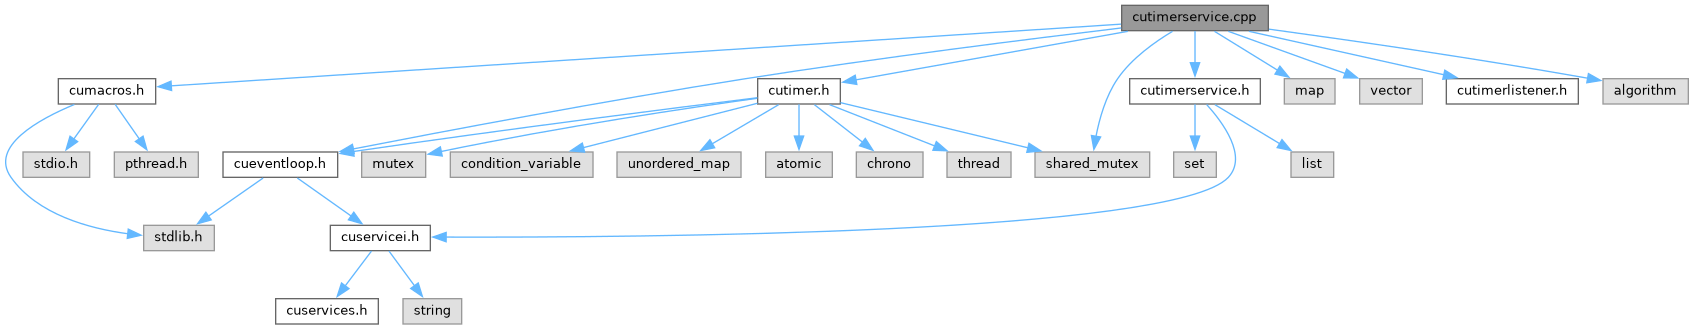 cutimerservice.cpp
cumacros.h
cutimer.h
cutimerservice.h
map
vector
cutimerlistener.h
algorithm
stdio.h
pthread.h
cueventloop.h
mutex
condition_variable
unordered_map
atomic
chrono
thread
shared_mutex
set
list
stdlib.h
cuservicei.h
cuservices.h
string